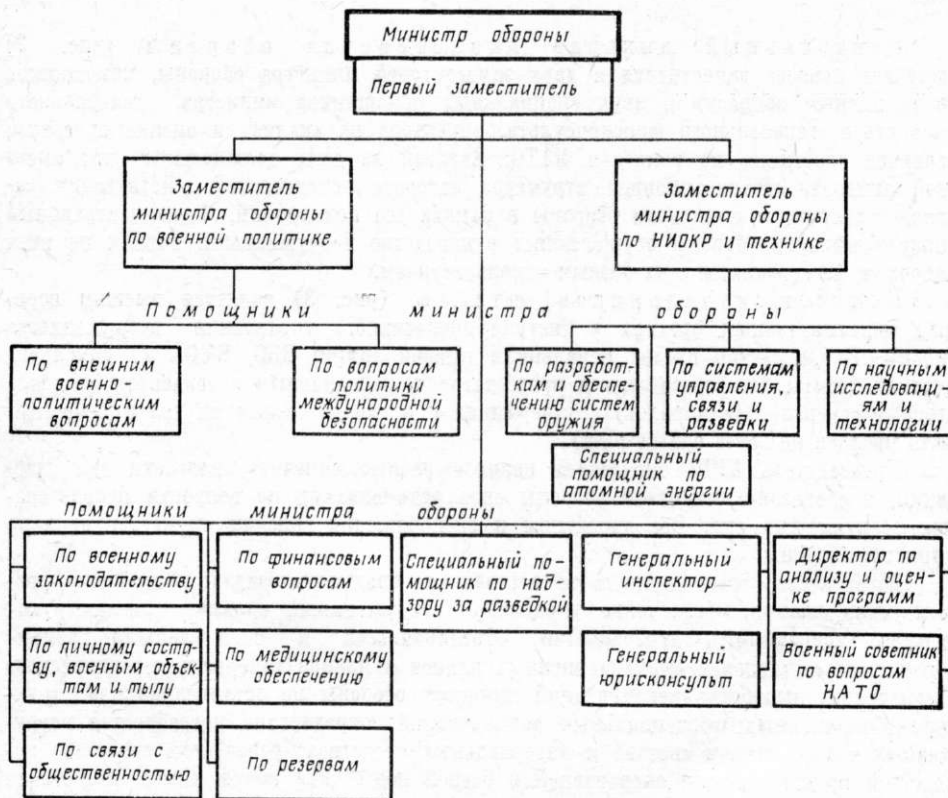 Министр обороны
Первый заместитель
Заместитель
министра обороны
по военной политике
Заместитель
министра обороны
по НИОКР и технике
Помощники министра обороны
По внешним
военно-
политическим
вопросам
По вопросам
политики
международной
безопасности
По разработ-
кам и обеспе-
чению систем
оружия
По системам
управления,
связи и
разведки
По научным
исследовани-
ям и
технологии
Специальный
помощник по
атомной энергии
Помощники министра обороны
По военному
законодательству
По финансовым
вопросам
Специальный по-
мощник по над-
зору за разведкой
Генеральный
инспектор
Директор по
анализу и оцен-
ке программ
По личному соста-
ву, военным объек-
там и тылу
По медицинскому
обеспечению
Генеральный
юрисконсульт
Военный советник
по вопросам
НАТО
По связи с
общественностью
По резервам